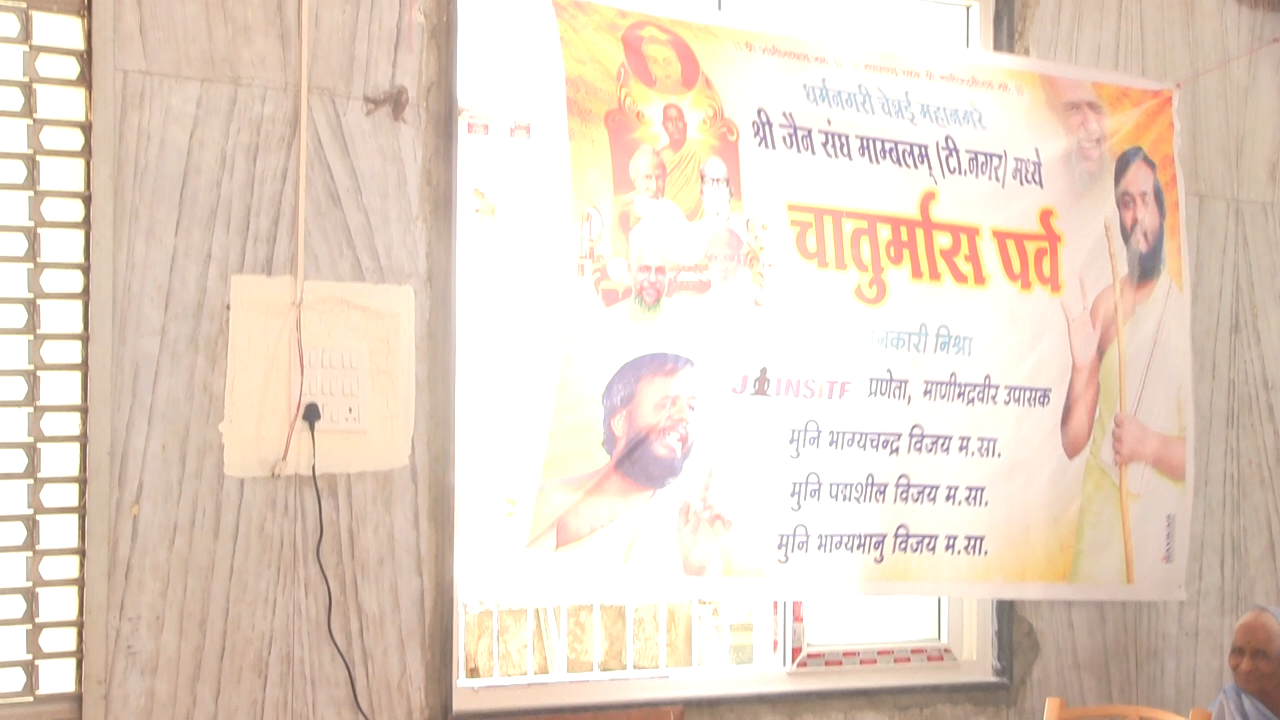 धर्मनगरी चेन्नई महानगरे
श्री जैन संघ माम्बलम् (टी.नगर) मध्ये
चातुर्मास पर्व
निश्रा
JAINSiTE प्रणेता, माणीभद्रवीर उपासक
मुनि भाग्यचन्द्र विजय म.सा.
मुनि पद्मशील विजय म.सा.
मुनि भाग्यभानु विजय म.सा.